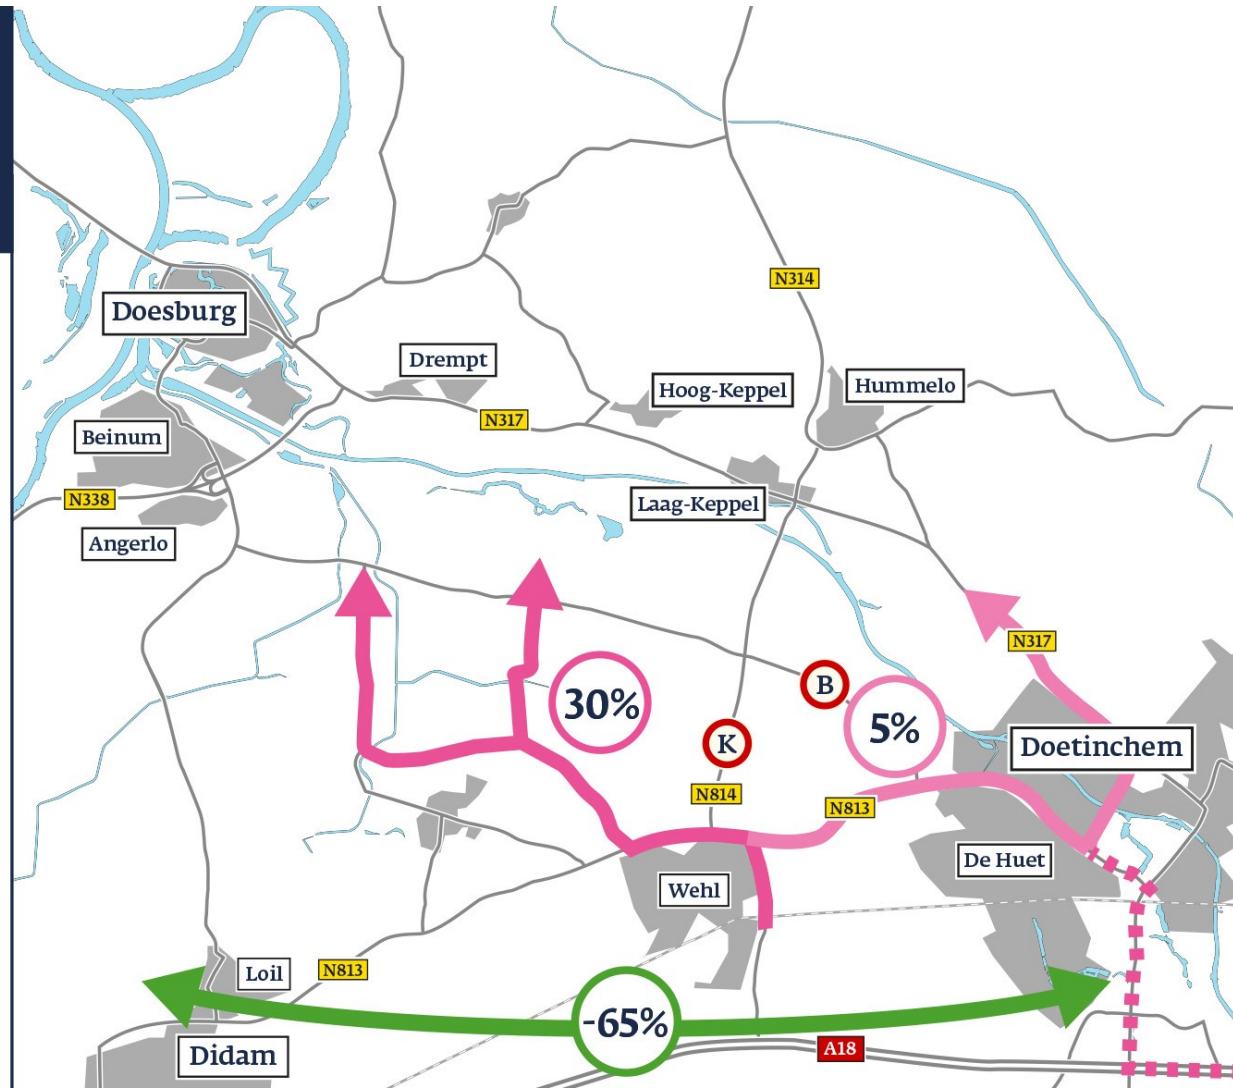 N314
Doesburg
Drempt
Hoog-Keppel
Hummelo
N317
Beinum
N338
Laag-Keppel
Angerlo
N317
30%
B
5%
K
Doetinchem
N814
N813
De Huet
Wehl
Loil
N813
-65%
A18
Didam